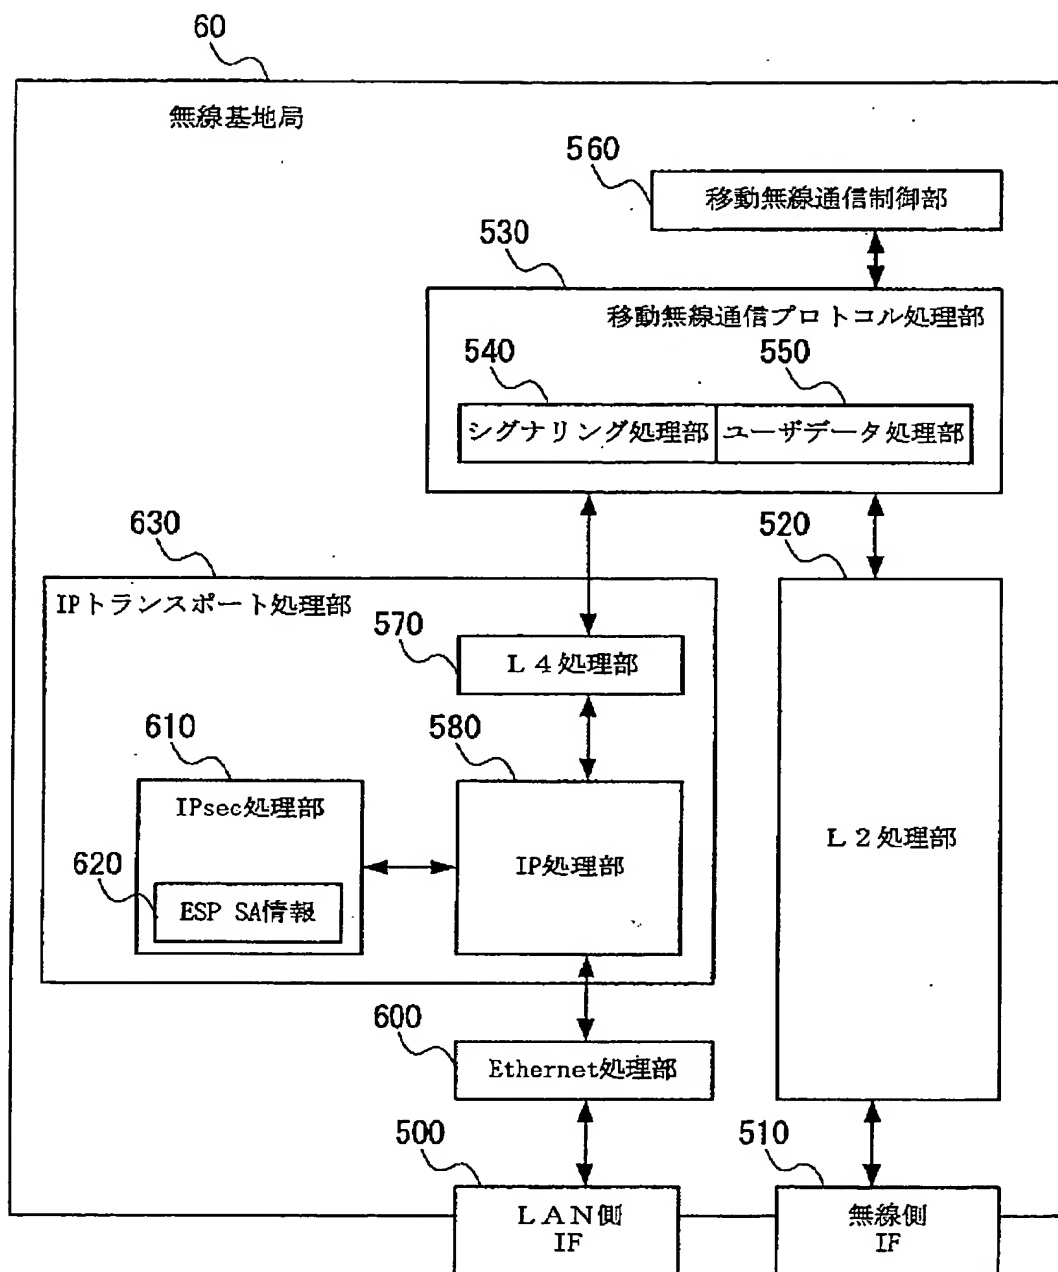 60
無線基地局
560
移動無線通信制御部
530
移動無線通信プロトコル処理部
540
550
シグナリング処理部
ユーザデータ処理部
630
520
IPトランスポート処理部
570
L4処理部
610
580
IPsec処理部
IP処理部
L2処理部
620
ESP SA情報
600
Ethernet処理部
500
510
LAN側
IF
無線側
IF